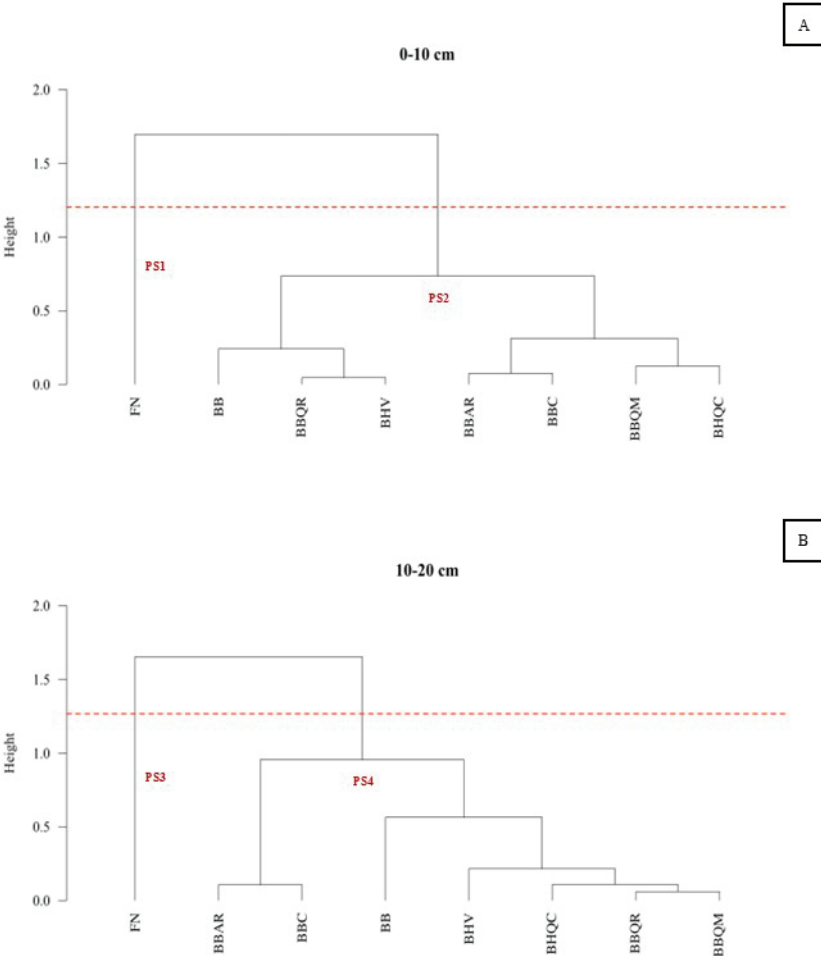 A
0-10 cm
2.0
1.5
1.0
0.5
0.0
Height
PS1
PS2
FN
BB
BBQR
BHV
BBAR
BBC
BBQM
BHQC
B
10-20 cm
2.0
1.5
1.0
0.5
0.0
Height
PS3
PS4
FN
BBAR
BBC
BB
BHV
BHQC
BBQR
BBQM